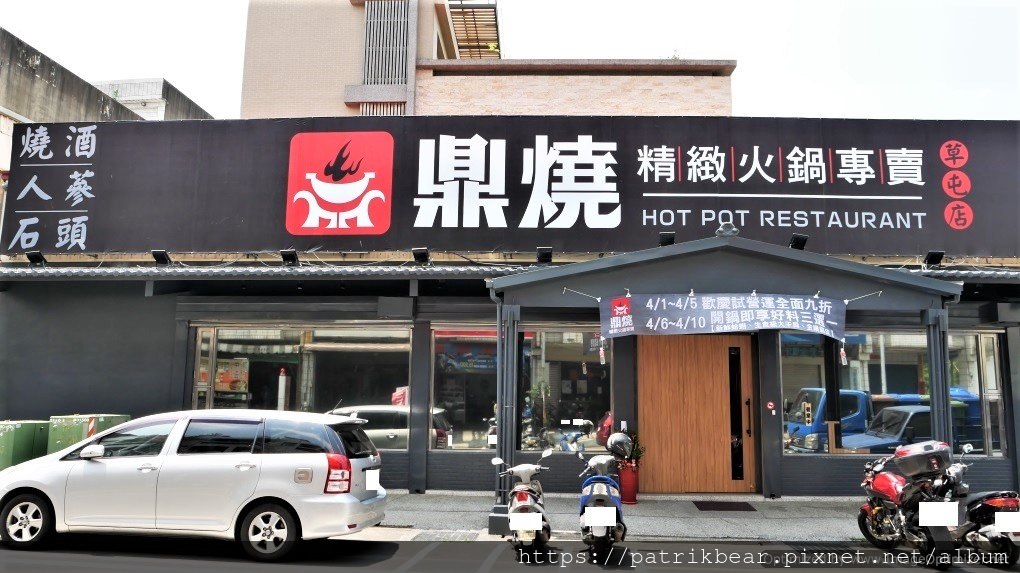 燒酒
人蔘
石頭
鼎燒
精緻火鍋專賣
HOT POT RESTAURANT
草屯店
鼎燒
4/1~4/5 歡慶試營運全面九折
4/6~4/10 開鍋即享好料三選一
https://patrikbear.pixnet.net/album